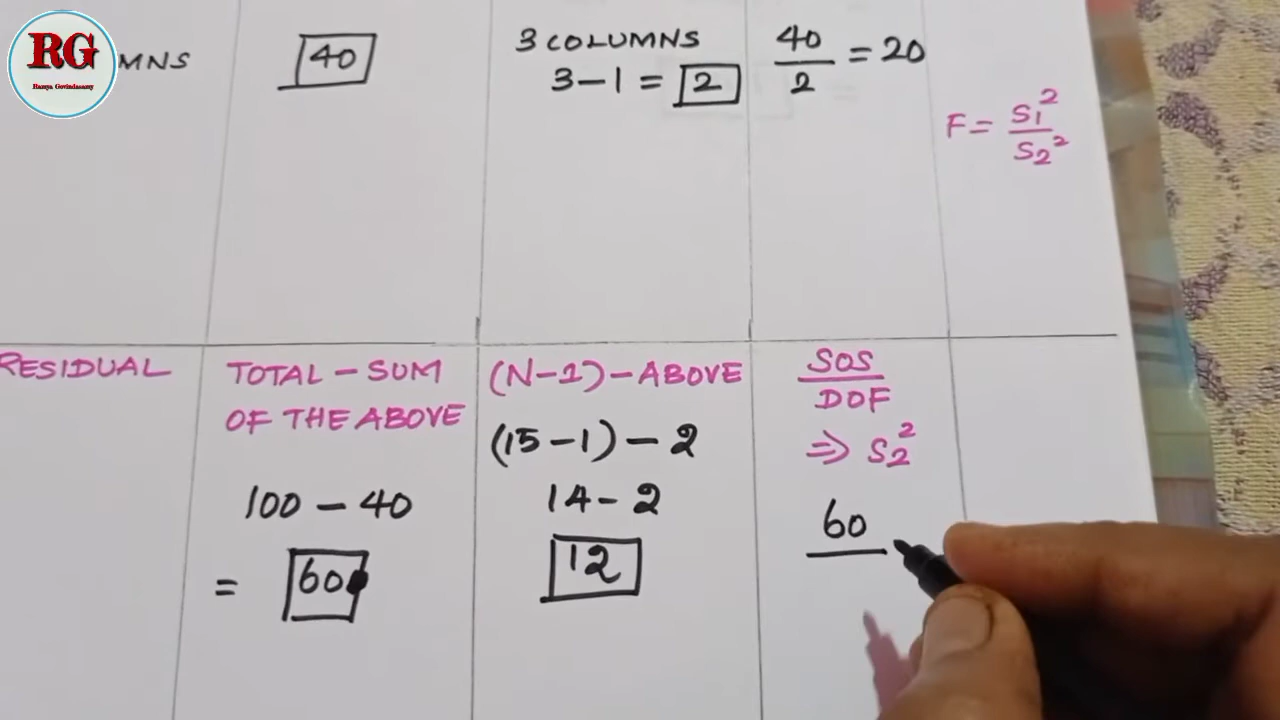 RG
Ramya Govindasamy
MNS
40
3 COLUMNS
3 - 1 = 2
40/2 = 20
F = S1²/S2²
RESIDUAL
TOTAL - SUM
OF THE ABOVE
100 - 40
= 60
(N-1) - ABOVE
(15 - 1) - 2
14 - 2
12
SOS
DOF
⇒ S2²
60